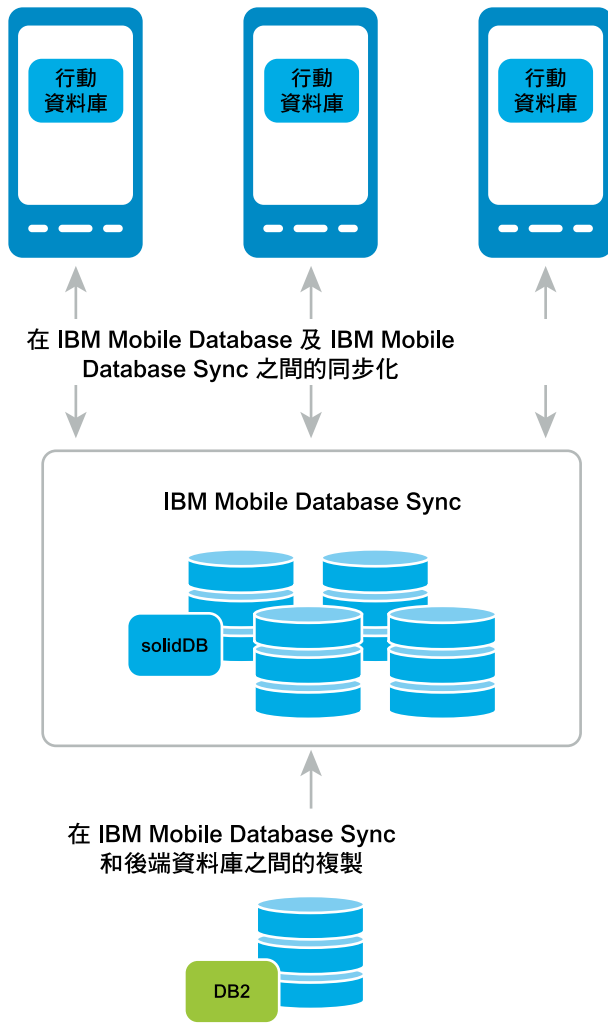 行動
資料庫
行動
資料庫
行動
資料庫
在 IBM Mobile Database 及 IBM Mobile
Database Sync 之間的同步化
IBM Mobile Database Sync
solidDB
在 IBM Mobile Database Sync
和後端資料庫之間的複製
DB2